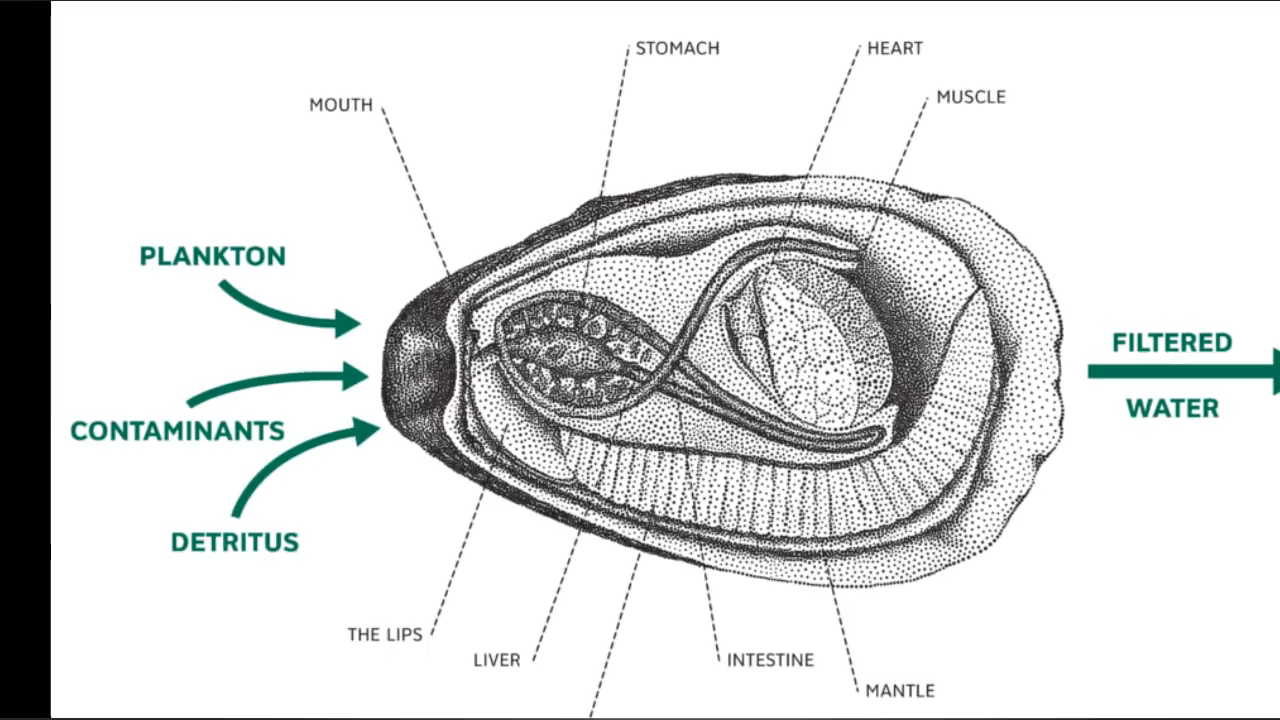 STOMACH
HEART
MUSCLE
MOUTH
PLANKTON
FILTERED
WATER
CONTAMINANTS
DETRITUS
THE LIPS
LIVER
INTESTINE
MANTLE